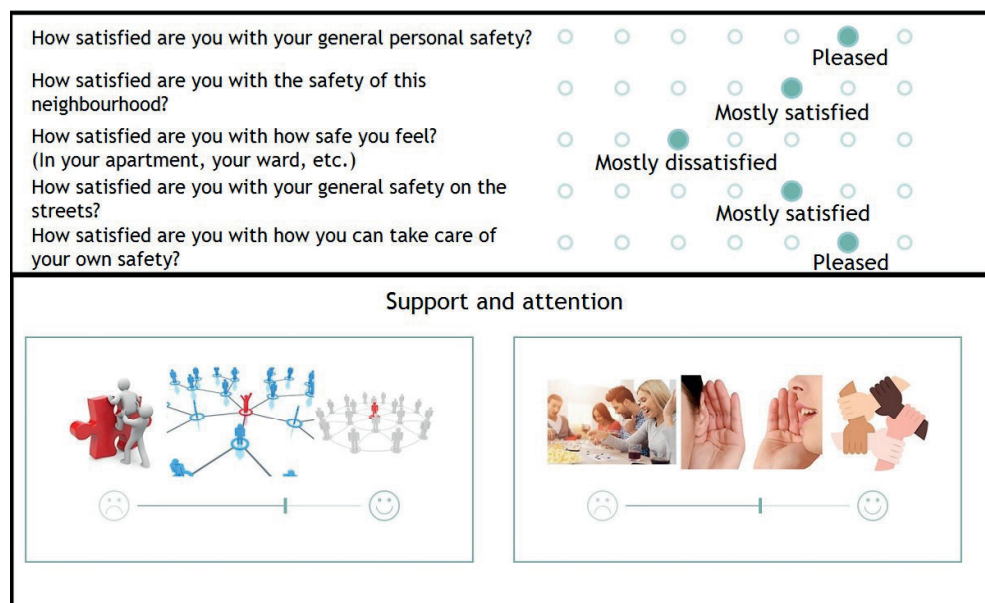 How satisfied are you with your general personal safety?
Pleased
How satisfied are you with the safety of this
neighbourhood?
Mostly satisfied
How satisfied are you with how safe you feel?
(In your apartment, your ward, etc.)
Mostly dissatisfied
How satisfied are you with your general safety on the
streets?
Mostly satisfied
How satisfied are you with how you can take care of
your own safety?
Pleased
Support and attention